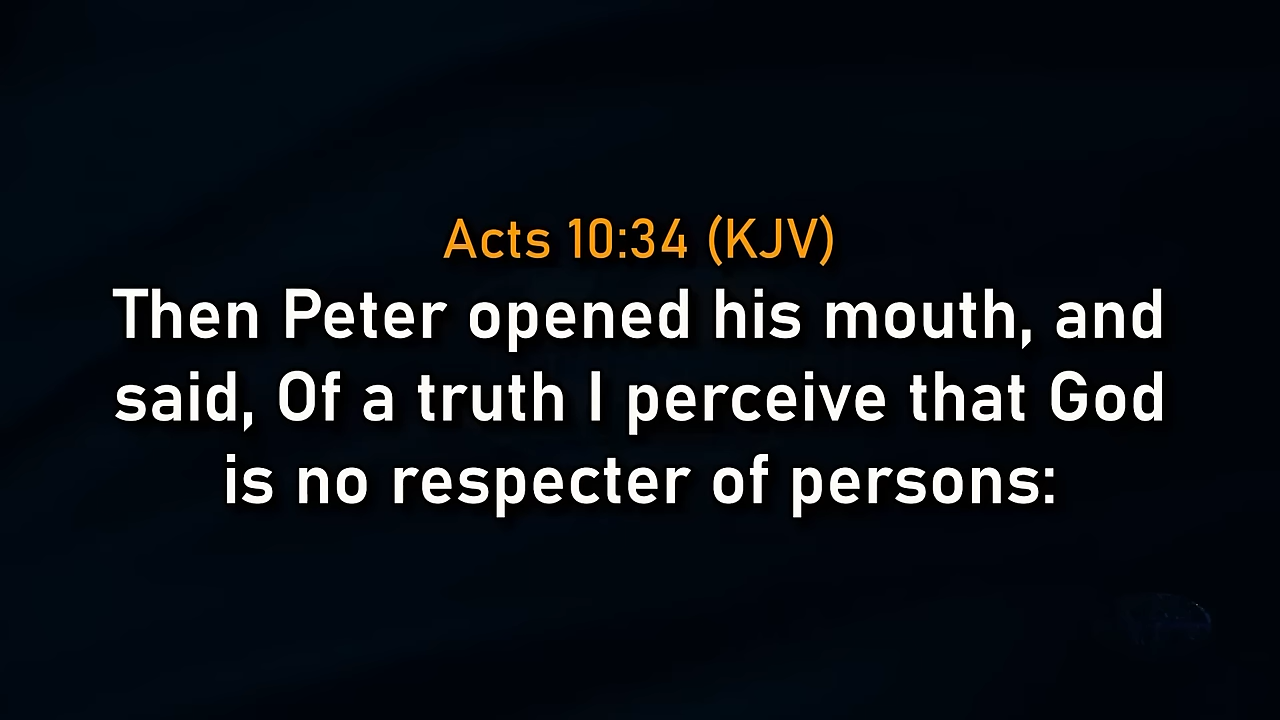 Acts 10:34 (KJV)
Then Peter opened his mouth, and
said, Of a truth I perceive that God
is no respecter of persons: